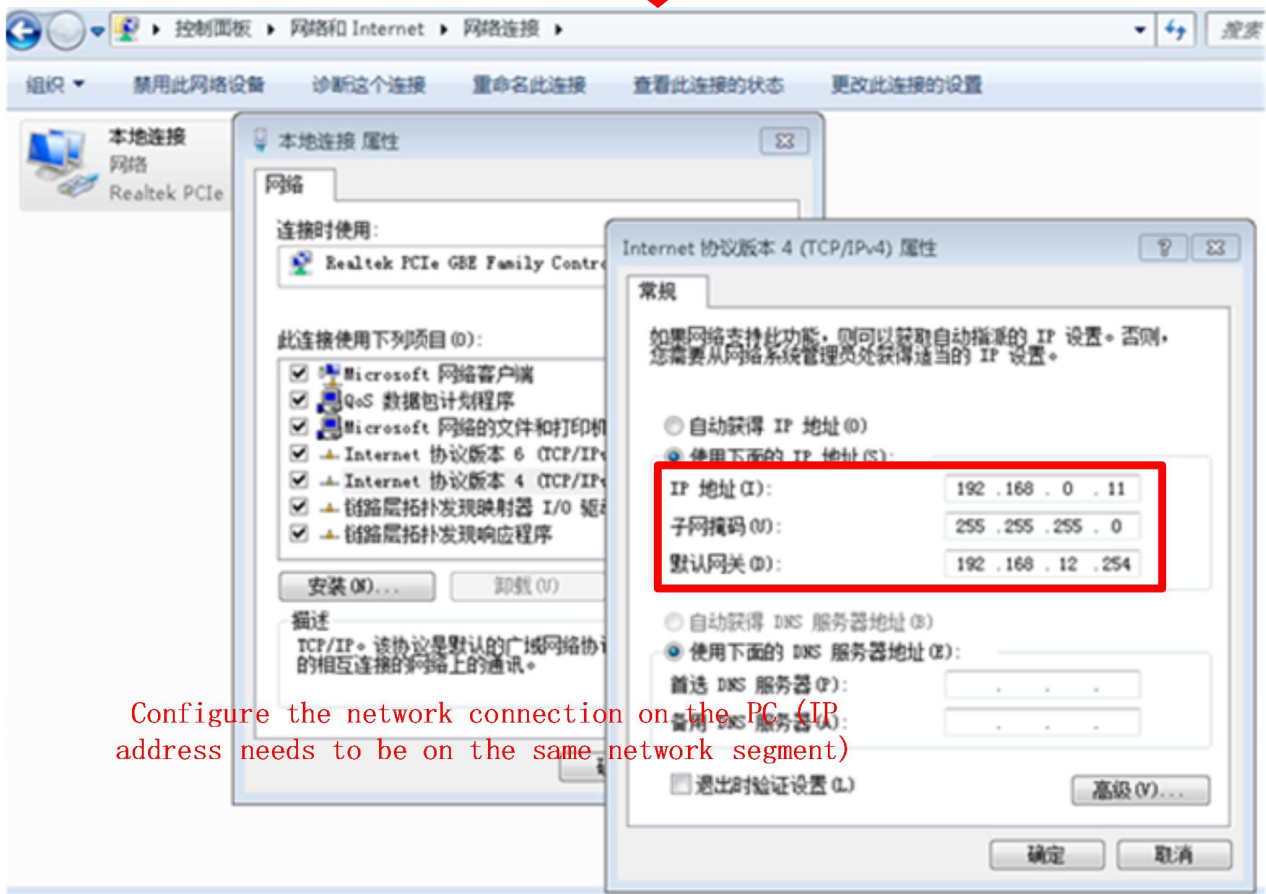 控制面板 ▸ 网络和 Internet ▸ 网络连接 ▸
搜索
组织 禁用此网络设备 诊断这个连接 重命名此连接 查看此连接的状态 更改此连接的设置
本地连接
网络
Realtek PCIe
本地连接 属性
网络
连接时使用:
Realtek PCIe GBE Family Contro
此连接使用下列项目(O):
Microsoft 网络客户端
QoS 数据包计划程序
Microsoft 网络的文件和打印机
Internet 协议版本 6 (TCP/IPv
Internet 协议版本 4 (TCP/IPv
链路层拓扑发现映射器 I/O 驱
链路层拓扑发现响应程序
安装(N)... 卸载(U)
描述
TCP/IP。该协议是默认的广域网络协议
的相互连接的网络上的通讯。
Internet 协议版本 4 (TCP/IPv4) 属性
常规
如果网络支持此功能，则可以获取自动指派的 IP 设置。否则，
您需要从网络系统管理员处获得适当的 IP 设置。
自动获得 IP 地址(O)
使用下面的 IP 地址(S):
IP 地址(I): 192 .168 . 0 . 11
子网掩码(U): 255 .255 .255 . 0
默认网关(D): 192 .168 . 12 .254
自动获得 DNS 服务器地址(B)
使用下面的 DNS 服务器地址(E):
首选 DNS 服务器(P):
备用 DNS 服务器(A):
退出时验证设置(L)
高级(V)...
确定 取消
Configure the network connection on the PC (IP
address needs to be on the same network segment)